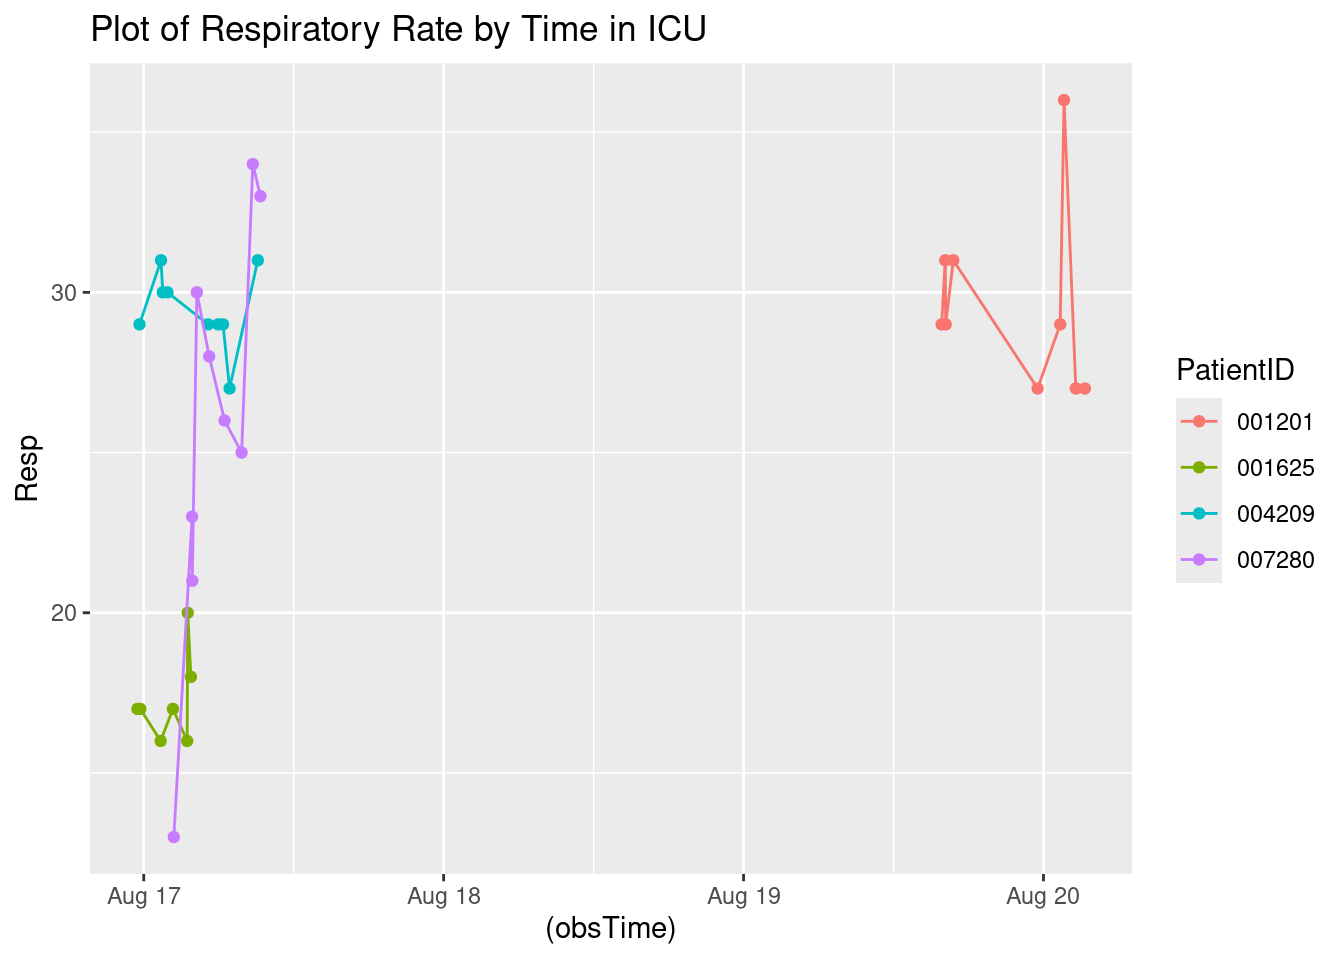 Plot of Respiratory Rate by Time in ICU
Resp
30
20
Aug 17 Aug 18 Aug 19 Aug 20
(obsTime)
PatientID
001201
001625
004209
007280